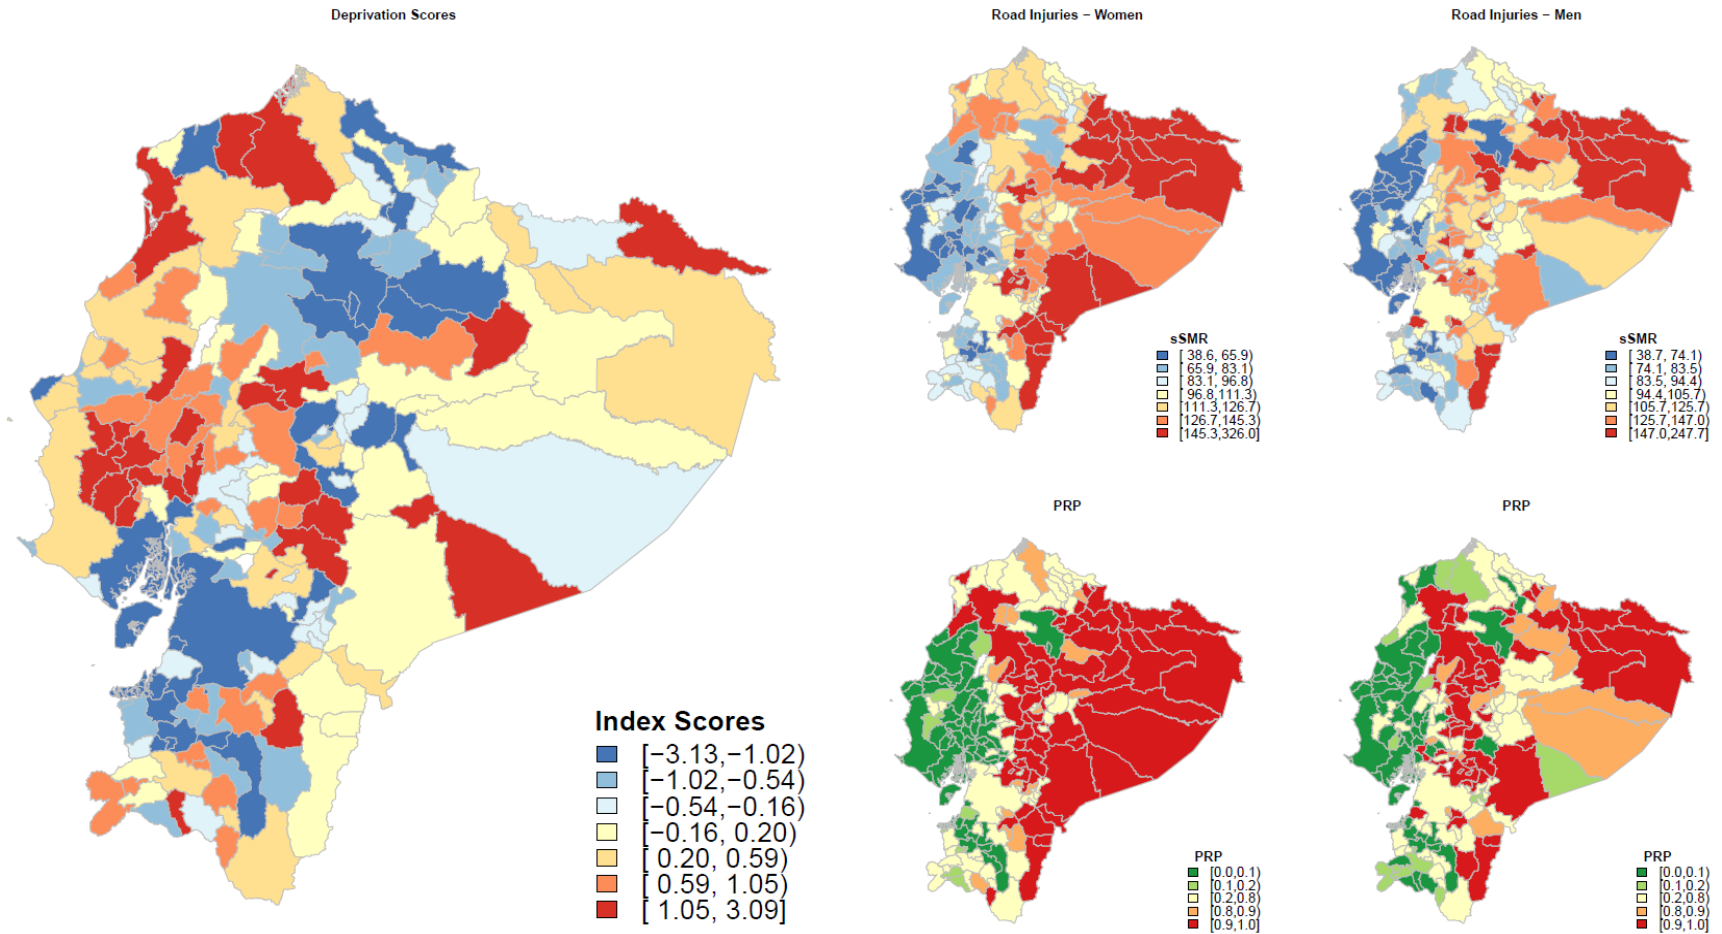 Deprivation Scores
Index Scores
[−3.13,−1.02)
[−1.02,−0.54)
[−0.54,−0.16)
[−0.16, 0.20)
[ 0.20, 0.59)
[ 0.59, 1.05)
[ 1.05, 3.09]
Road Injuries − Women
sSMR
[ 38.6, 65.9)
[ 65.9, 83.1)
[ 83.1, 96.8)
[ 96.8,111.3)
[111.3,126.7)
[126.7,145.3)
[145.3,326.0]
Road Injuries − Men
sSMR
[ 38.7, 74.1)
[ 74.1, 83.5)
[ 83.5, 94.4)
[ 94.4,105.7)
[105.7,125.7)
[125.7,147.0)
[147.0,247.7]
PRP
PRP
[0.0,0.1)
[0.1,0.2)
[0.2,0.8)
[0.8,0.9)
[0.9,1.0]
PRP
PRP
[0.0,0.1)
[0.1,0.2)
[0.2,0.8)
[0.8,0.9)
[0.9,1.0]